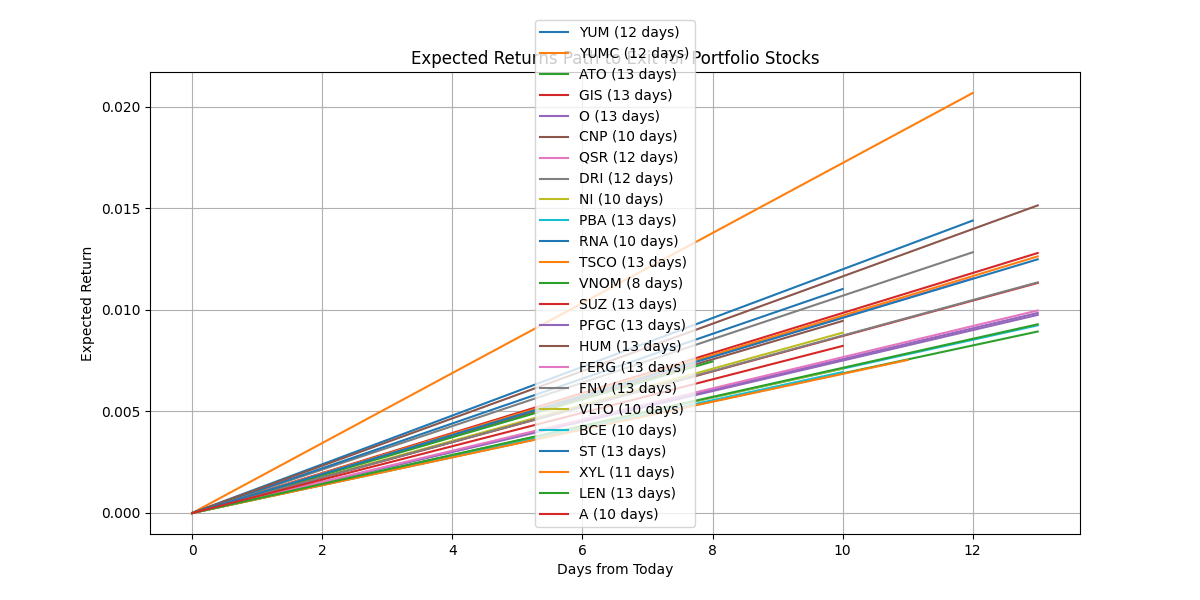 Expected Returns Path to Exit for Portfolio Stocks
YUM (12 days)
YUMC (12 days)
ATO (13 days)
GIS (13 days)
O (13 days)
CNP (10 days)
QSR (12 days)
DRI (12 days)
NI (10 days)
PBA (13 days)
RNA (10 days)
TSCO (13 days)
VNOM (8 days)
SUZ (13 days)
PFGC (13 days)
HUM (13 days)
FERG (13 days)
FNV (13 days)
VLTO (10 days)
BCE (10 days)
ST (13 days)
XYL (11 days)
LEN (13 days)
A (10 days)
Expected Return
0.020
0.015
0.010
0.005
0.000
0 2 4 6 8 10 12
Days from Today